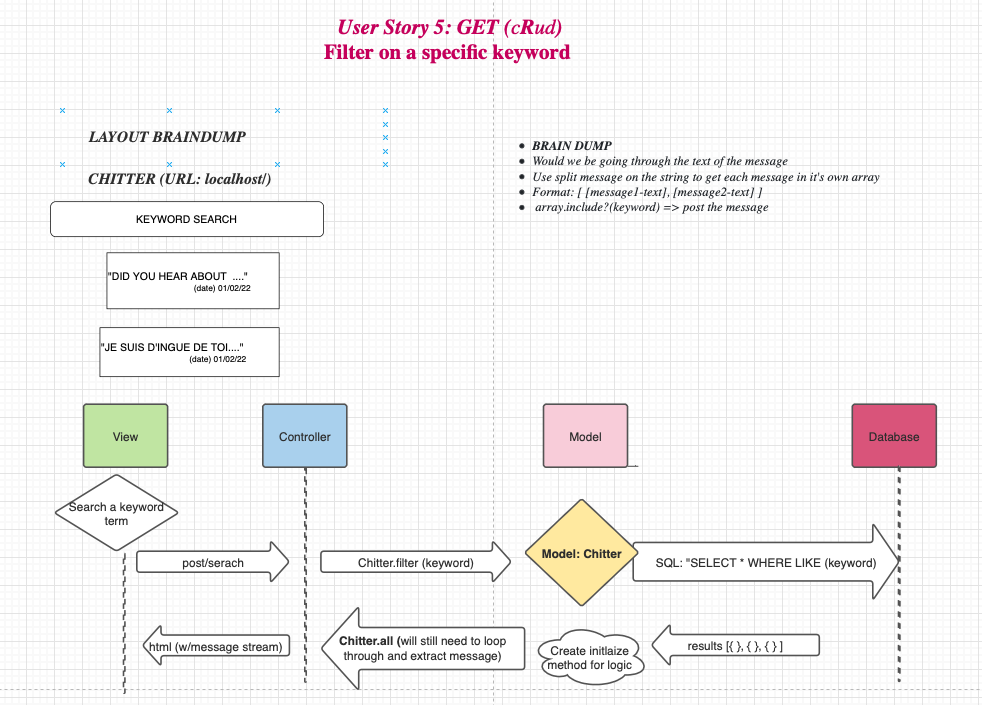 User Story 5: GET (cRud)
Filter on a specific keyword
LAYOUT BRAINDUMP
CHITTER (URL: localhost/)
KEYWORD SEARCH
"DID YOU HEAR ABOUT ...."
(date) 01/02/22
"JE SUIS D'INGUE DE TOI...."
(date) 01/02/22
BRAIN DUMP
Would we be going through the text of the message
Use split message on the string to get each message in it's own array
Format: [ [message1-text], [message2-text] ]
array.include?(keyword) => post the message
View
Controller
Model
Database
Search a keyword
term
post/serach
Chitter.filter (keyword)
Model: Chitter
SQL: "SELECT * WHERE LIKE (keyword)
html (w/message stream)
Chitter.all (will still need to loop
through and extract message)
Create initlaize
method for logic
results [{ }, { }, { } ]